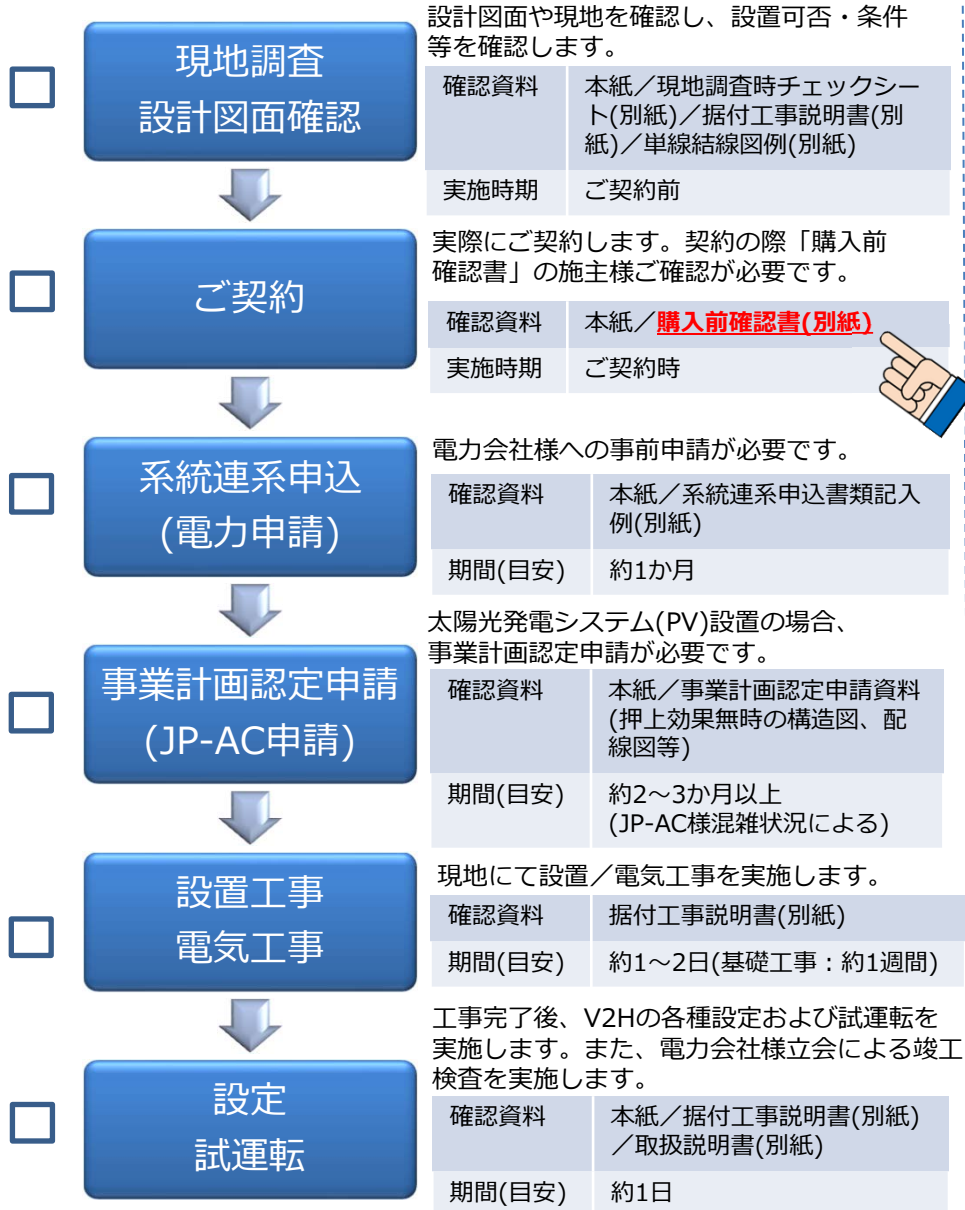 設計図面や現地を確認し、設置可否・条件
等を確認します。
現地調査
設計図面確認
確認資料
本紙／現地調査時チェックシー
ト(別紙)／据付工事説明書(別
紙)／単線結線図例(別紙)
実施時期
ご契約前
実際にご契約します。契約の際「購入前
確認書」の施主様ご確認が必要です。
ご契約
確認資料
本紙／購入前確認書(別紙)
実施時期
ご契約時
電力会社様への事前申請が必要です。
系統連系申込
(電力申請)
確認資料
本紙／系統連系申込書類記入
例(別紙)
期間(目安)
約1か月
太陽光発電システム(PV)設置の場合、
事業計画認定申請が必要です。
事業計画認定申請
(JP-AC申請)
確認資料
本紙／事業計画認定申請資料
(押上効果無時の構造図、配
線図等)
期間(目安)
約2～3か月以上
(JP-AC様混雑状況による)
現地にて設置／電気工事を実施します。
設置工事
電気工事
確認資料
据付工事説明書(別紙)
期間(目安)
約1～2日(基礎工事：約1週間)
工事完了後、V2Hの各種設定および試運転を
実施します。また、電力会社様立会による竣工
検査を実施します。
設定
試運転
確認資料
本紙／据付工事説明書(別紙)
／取扱説明書(別紙)
期間(目安)
約1日